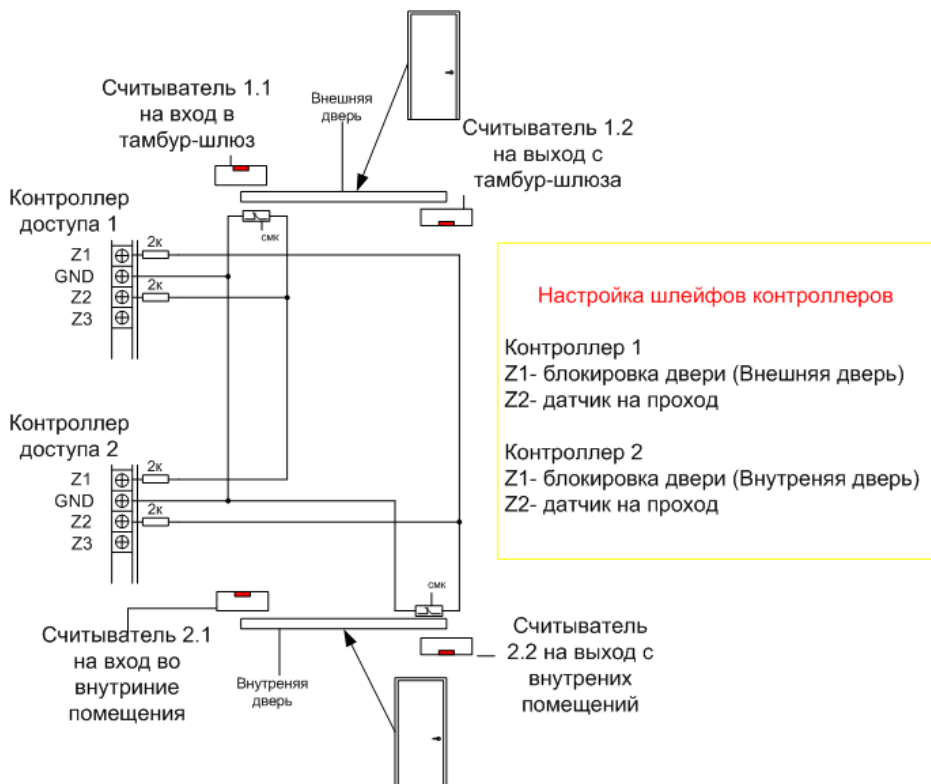 Считыватель 1.1
на вход в
тамбур-шлюз
Внешняя
дверь
Считыватель 1.2
на выход с
тамбур-шлюза
Контроллер
доступа 1
Z1
GND
Z2
Z3
2к
2к
смк
Настройка шлейфов контроллеров
Контроллер 1
Z1- блокировка двери (Внешняя дверь)
Z2- датчик на проход
Контроллер 2
Z1- блокировка двери (Внутреняя дверь)
Z2- датчик на проход
Контроллер
доступа 2
Z1
GND
Z2
Z3
2к
2к
смк
Считыватель 2.1
на вход во
внутриние
помещения
Внутреняя
дверь
Считыватель
2.2 на выход с
внутрених
помещений